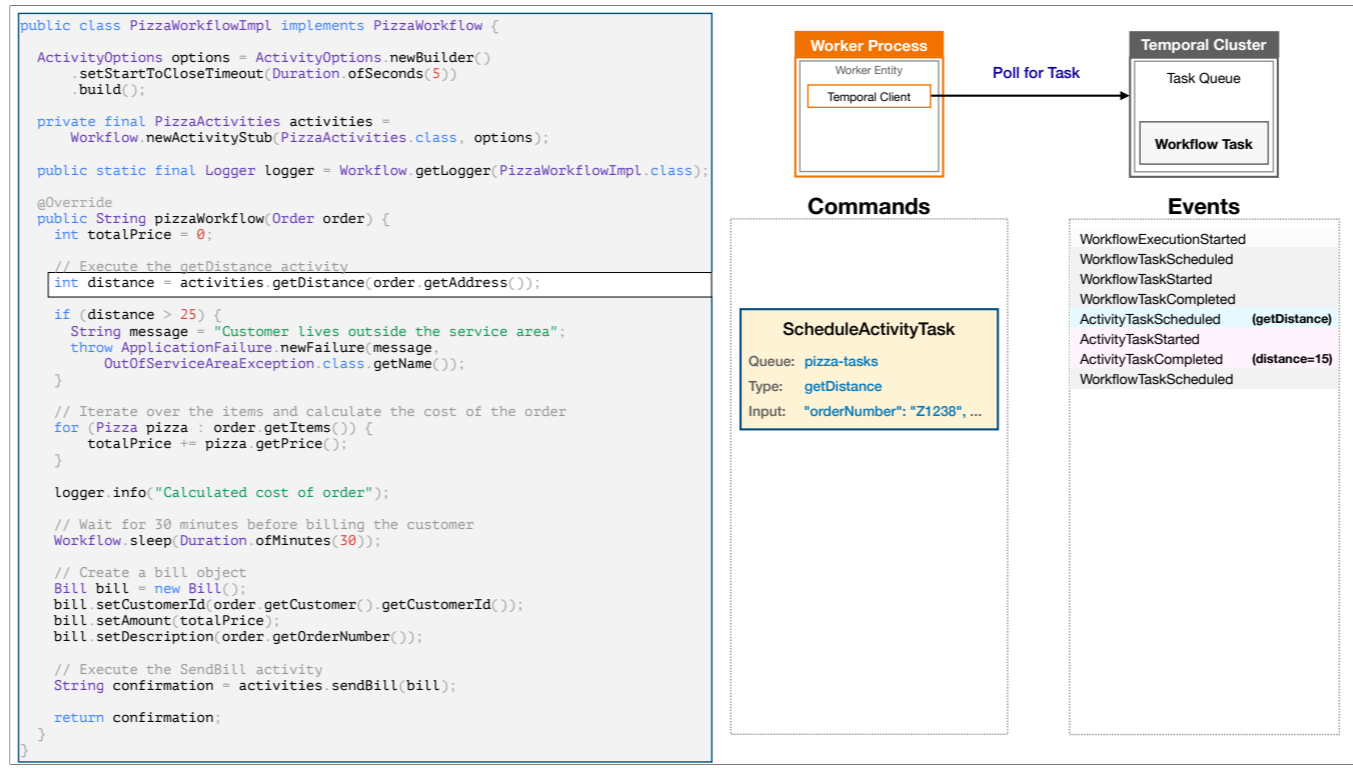 public class PizzaWorkflowImpl implements PizzaWorkflow {
ActivityOptions options = ActivityOptions.newBuilder()
.setStartToCloseTimeout(Duration.ofSeconds(5))
.build();
private final PizzaActivities activities =
Workflow.newActivityStub(PizzaActivities.class, options);
public static final Logger logger = Workflow.getLogger(PizzaWorkflowImpl.class);
@Override
public String pizzaWorkflow(Order order) {
int totalPrice = 0;
// Execute the getDistance activity
int distance = activities.getDistance(order.getAddress());
if (distance > 25) {
String message = "Customer lives outside the service area";
throw ApplicationFailure.newFailure(message,
OutOfServiceAreaException.class.getName());
}
// Iterate over the items and calculate the cost of the order
for (Pizza pizza : order.getItems()) {
totalPrice += pizza.getPrice();
}
logger.info("Calculated cost of order");
// Wait for 30 minutes before billing the customer
Workflow.sleep(Duration.ofMinutes(30));
// Create a bill object
Bill bill = new Bill();
bill.setCustomerId(order.getCustomer().getCustomerId());
bill.setAmount(totalPrice);
bill.setDescription(order.getOrderNumber());
// Execute the SendBill activity
String confirmation = activities.sendBill(bill);
return confirmation;
}
}
Worker Process
Worker Entity
Temporal Client
Poll for Task
Temporal Cluster
Task Queue
Workflow Task
Commands
ScheduleActivityTask
Queue: pizza-tasks
Type: getDistance
Input: "orderNumber": "Z1238", ...
Events
WorkflowExecutionStarted
WorkflowTaskScheduled
WorkflowTaskStarted
WorkflowTaskCompleted
ActivityTaskScheduled (getDistance)
ActivityTaskStarted
ActivityTaskCompleted (distance=15)
WorkflowTaskScheduled